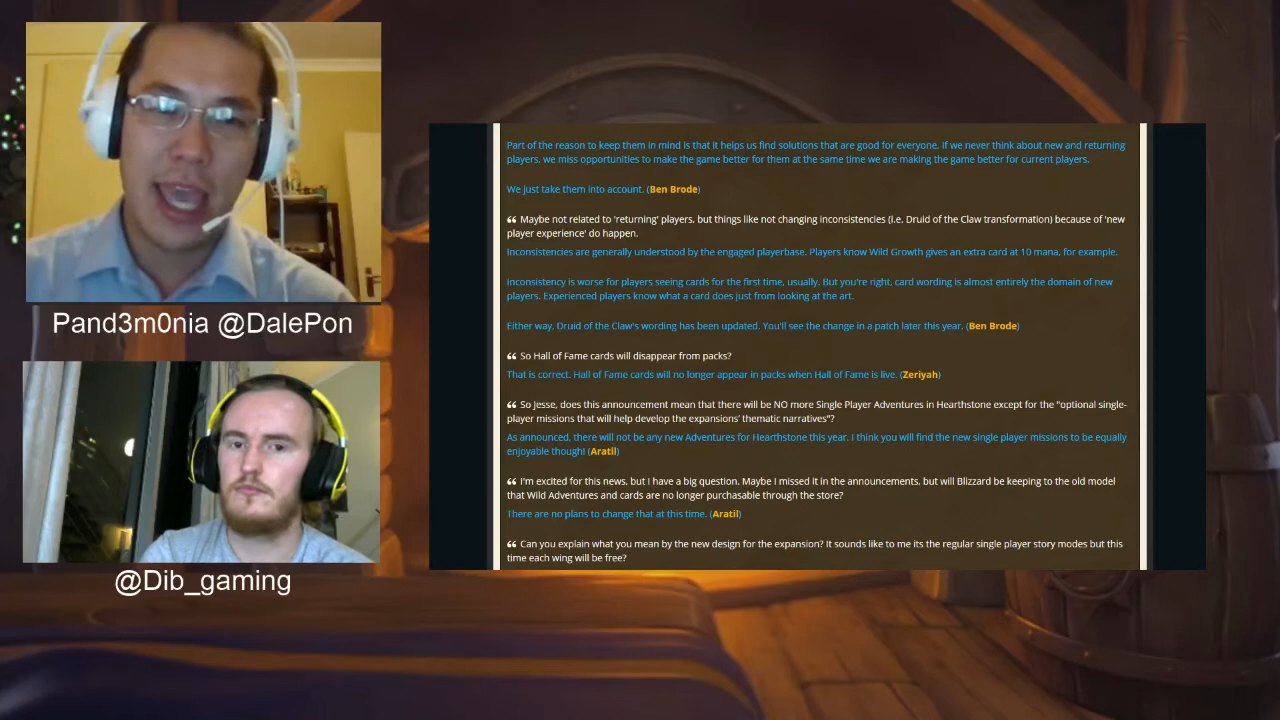 Pand3m0nia @DalePon
@Dib_gaming
Part of the reason to keep them in mind is that it helps us find solutions that are good for everyone. If we never think about new and returning
players, we miss opportunities to make the game better for them at the same time we are making the game better for current players.
We just take them into account. (Ben Brode)
“ Maybe not related to 'returning' players, but things like not changing inconsistencies (i.e. Druid of the Claw transformation) because of 'new
player experience' do happen.
Inconsistencies are generally understood by the engaged playerbase. Players know Wild Growth gives an extra card at 10 mana, for example.
Inconsistency is worse for players seeing cards for the first time, usually. But you're right, card wording is almost entirely the domain of new
players. Experienced players know what a card does just from looking at the art.
Either way, Druid of the Claw's wording has been updated. You'll see the change in a patch later this year. (Ben Brode)
“ So Hall of Fame cards will disappear from packs?
That is correct. Hall of Fame cards will no longer appear in packs when Hall of Fame is live. (Zeriyah)
“ So Jesse, does this announcement mean that there will be NO more Single Player Adventures in Hearthstone except for the "optional single-
player missions that will help develop the expansions' thematic narratives"?
As announced, there will not be any new Adventures for Hearthstone this year. I think you will find the new single player missions to be equally
enjoyable though! (Aratil)
“ I'm excited for this news, but I have a big question. Maybe I missed it in the announcements, but will Blizzard be keeping to the old model
that Wild Adventures and cards are no longer purchasable through the store?
There are no plans to change that at this time. (Aratil)
“ Can you explain what you mean by the new design for the expansion? It sounds like to me its the regular single player story modes but this
time each wing will be free?